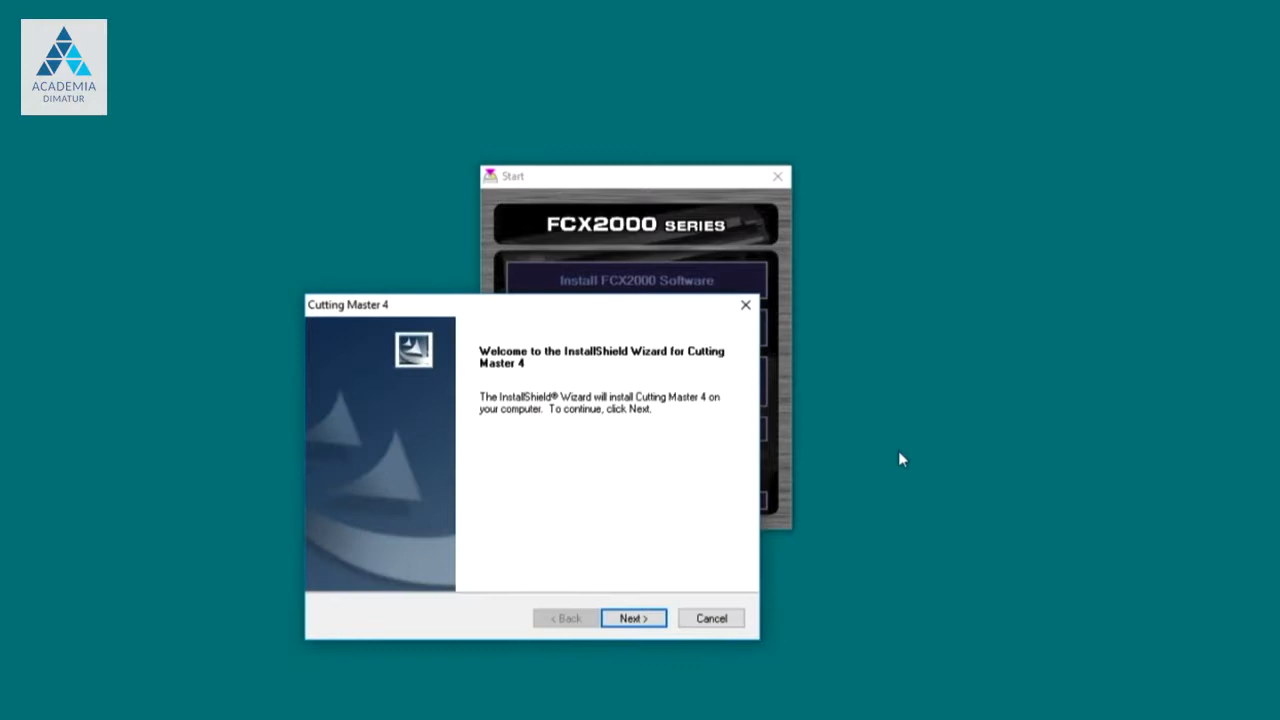 ACADEMIA
DIMATUR
Start
FCX2000 SERIES
Install FCX2000 Software
Cutting Master 4
Welcome to the InstallShield Wizard for Cutting
Master 4
The InstallShield® Wizard will install Cutting Master 4 on
your computer. To continue, click Next.
< Back
Next >
Cancel